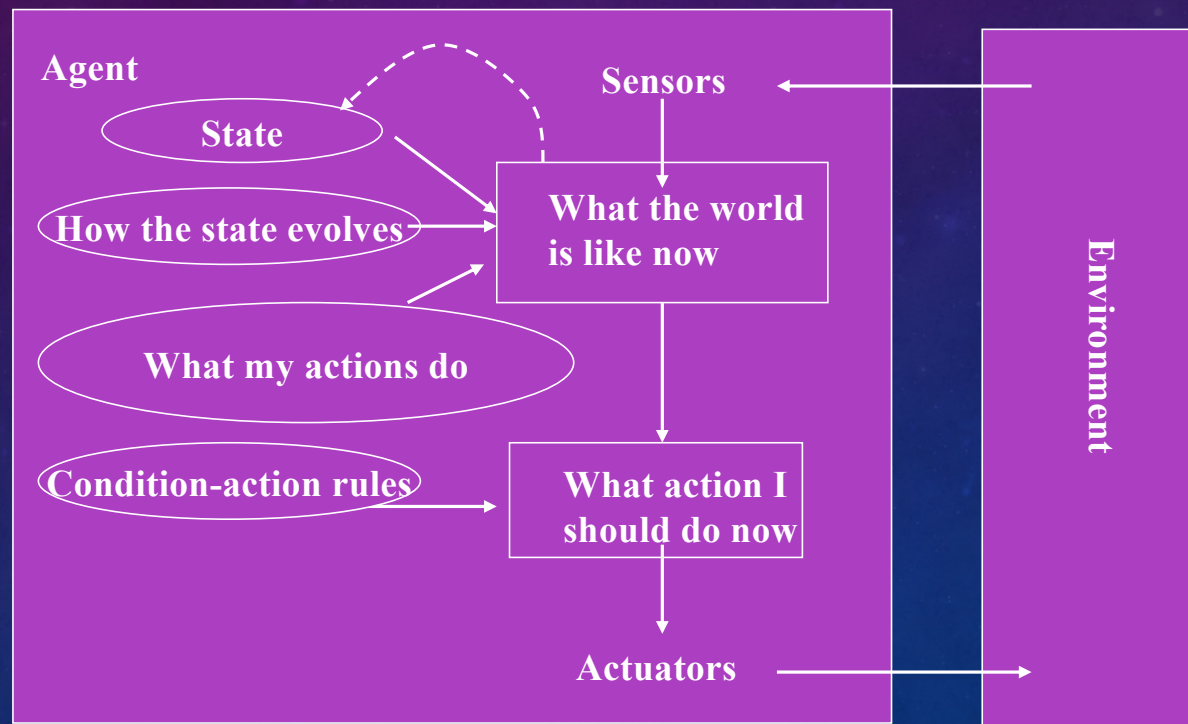 Agent
Sensors
State
What the world
is like now
How the state evolves
What my actions do
Condition-action rules
What action I
should do now
Actuators
Environment